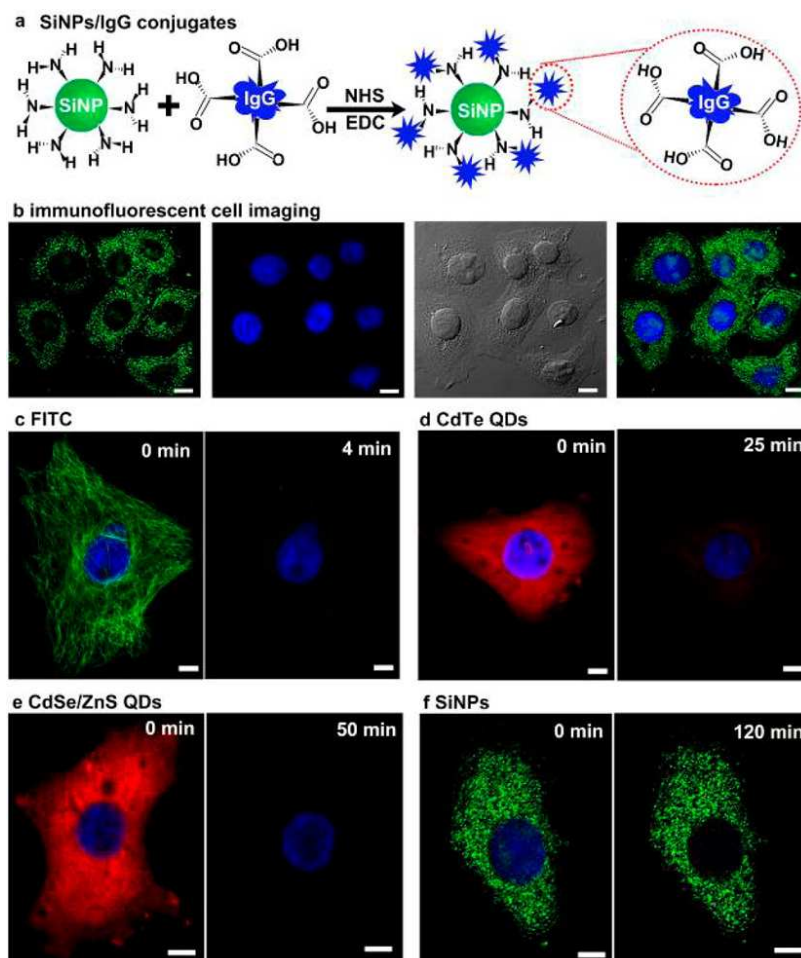 a SiNPs/IgG conjugates
H H H H
N N
H N SiNP N H
H H
N N
H H H H
+
O OH
HO O
IgG
O OH
HO O
NHS
EDC
H N N H
N SiNP N
H H
H N N H
O OH
HO O
IgG
O OH
HO O
b immunofluorescent cell imaging
c FITC
0 min
4 min
d CdTe QDs
0 min
25 min
e CdSe/ZnS QDs
0 min
50 min
f SiNPs
0 min
120 min